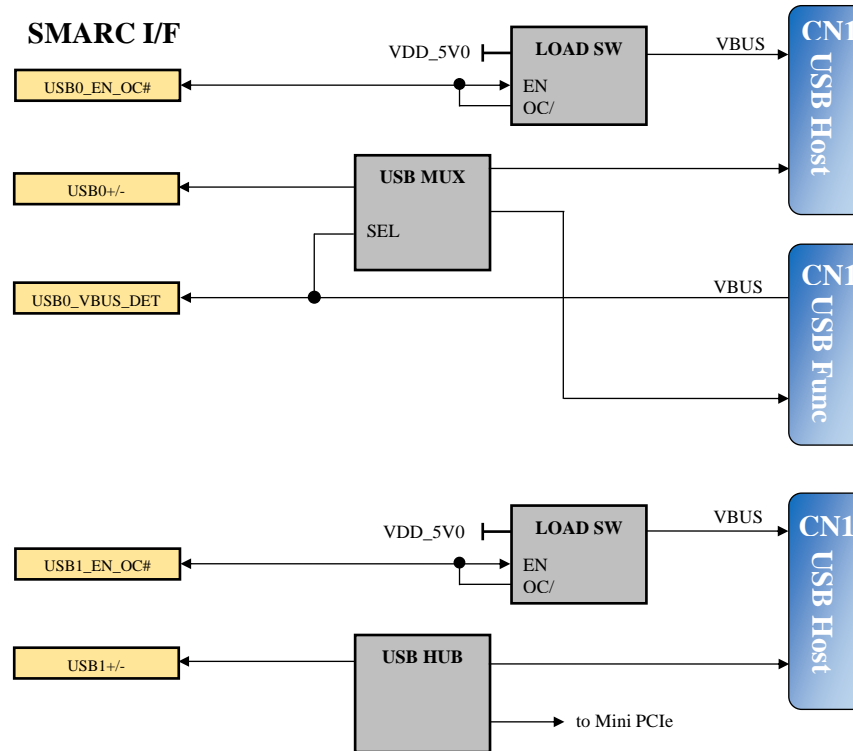 SMARC I/F
VDD_5V0
LOAD SW
VBUS
CN1
USB Host
USB0_EN_OC#
EN
OC/
USB MUX
USB0+/-
SEL
USB0_VBUS_DET
VBUS
CN1
USB Func
VDD_5V0
LOAD SW
VBUS
CN1
USB Host
USB1_EN_OC#
EN
OC/
USB HUB
USB1+/-
to Mini PCIe